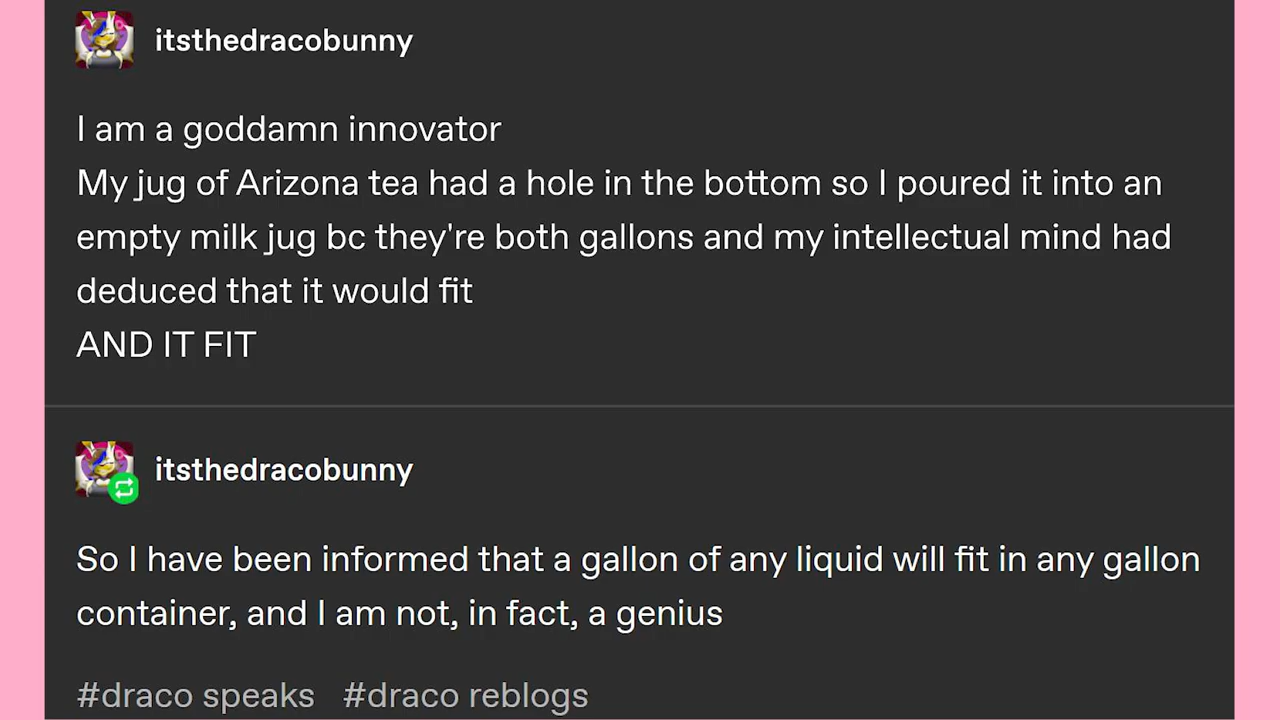 itsthedracobunny
I am a goddamn innovator
My jug of Arizona tea had a hole in the bottom so I poured it into an
empty milk jug bc they're both gallons and my intellectual mind had
deduced that it would fit
AND IT FIT
itsthedracobunny
So I have been informed that a gallon of any liquid will fit in any gallon
container, and I am not, in fact, a genius
#draco speaks #draco reblogs